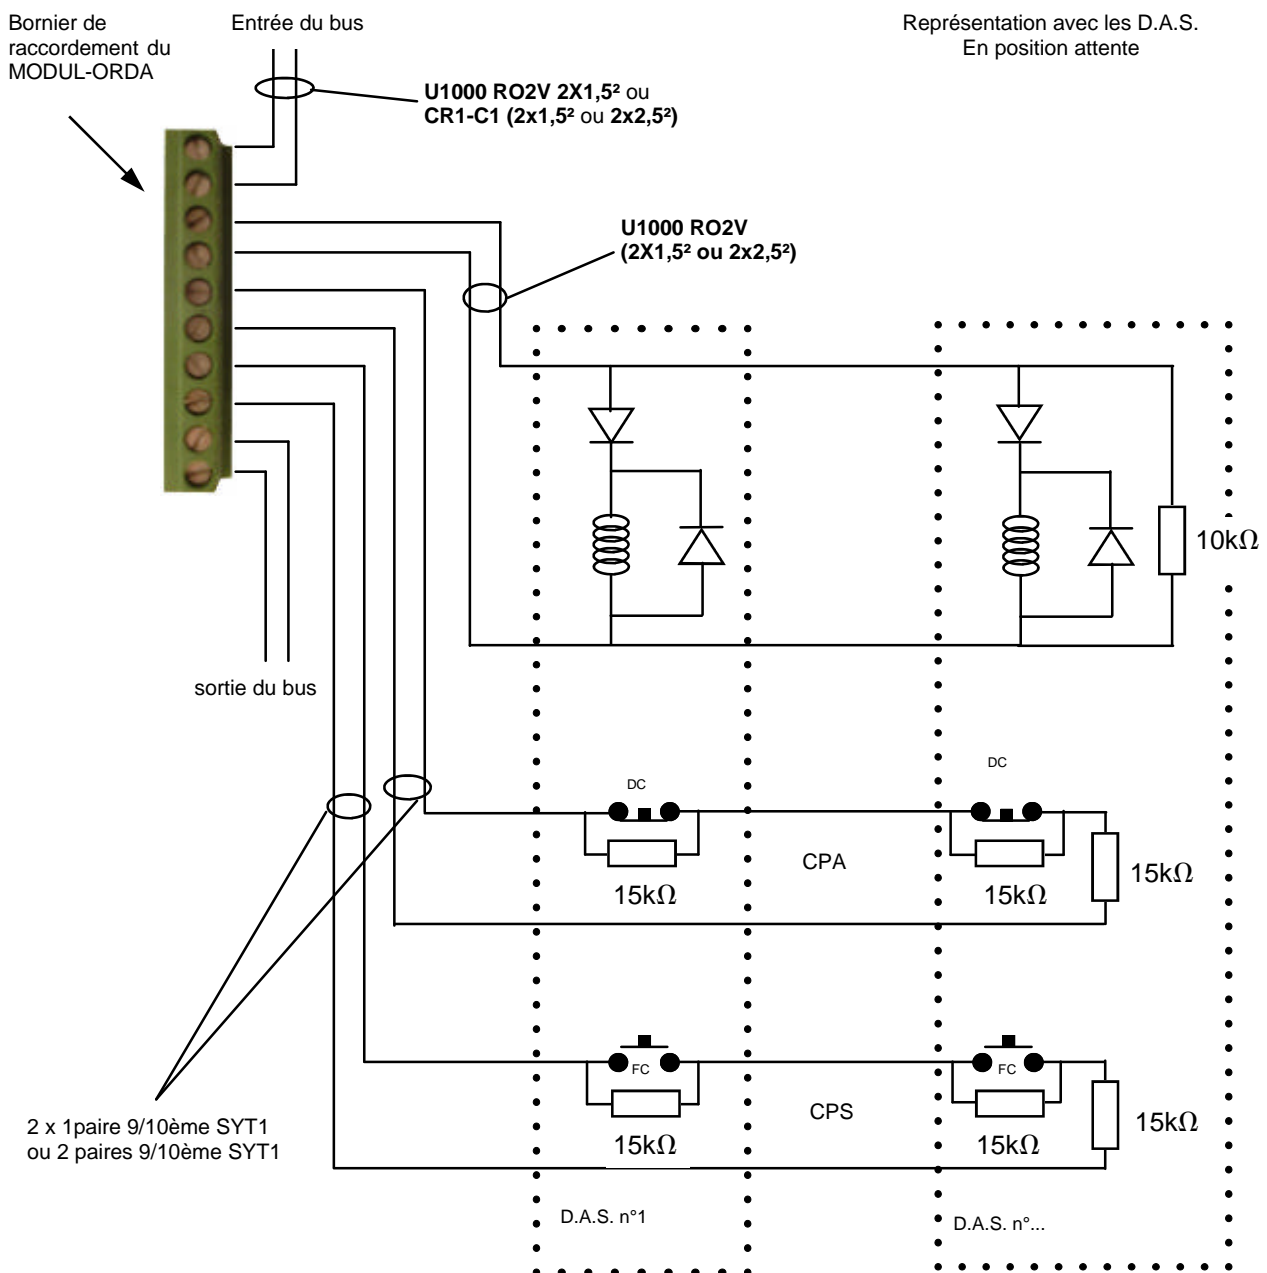 Bornier de
raccordement du
MODUL-ORDA
Entrée du bus
Représentation avec les D.A.S.
En position attente
U1000 RO2V 2X1,5² ou
CR1-C1 (2x1,5² ou 2x2,5²)
U1000 RO2V
(2X1,5² ou 2x2,5²)
10kΩ
sortie du bus
DC
DC
CPA
15kΩ
15kΩ
15kΩ
FC
FC
CPS
15kΩ
15kΩ
15kΩ
2 x 1paire 9/10ème SYT1
ou 2 paires 9/10ème SYT1
D.A.S. n°1
D.A.S. n°...